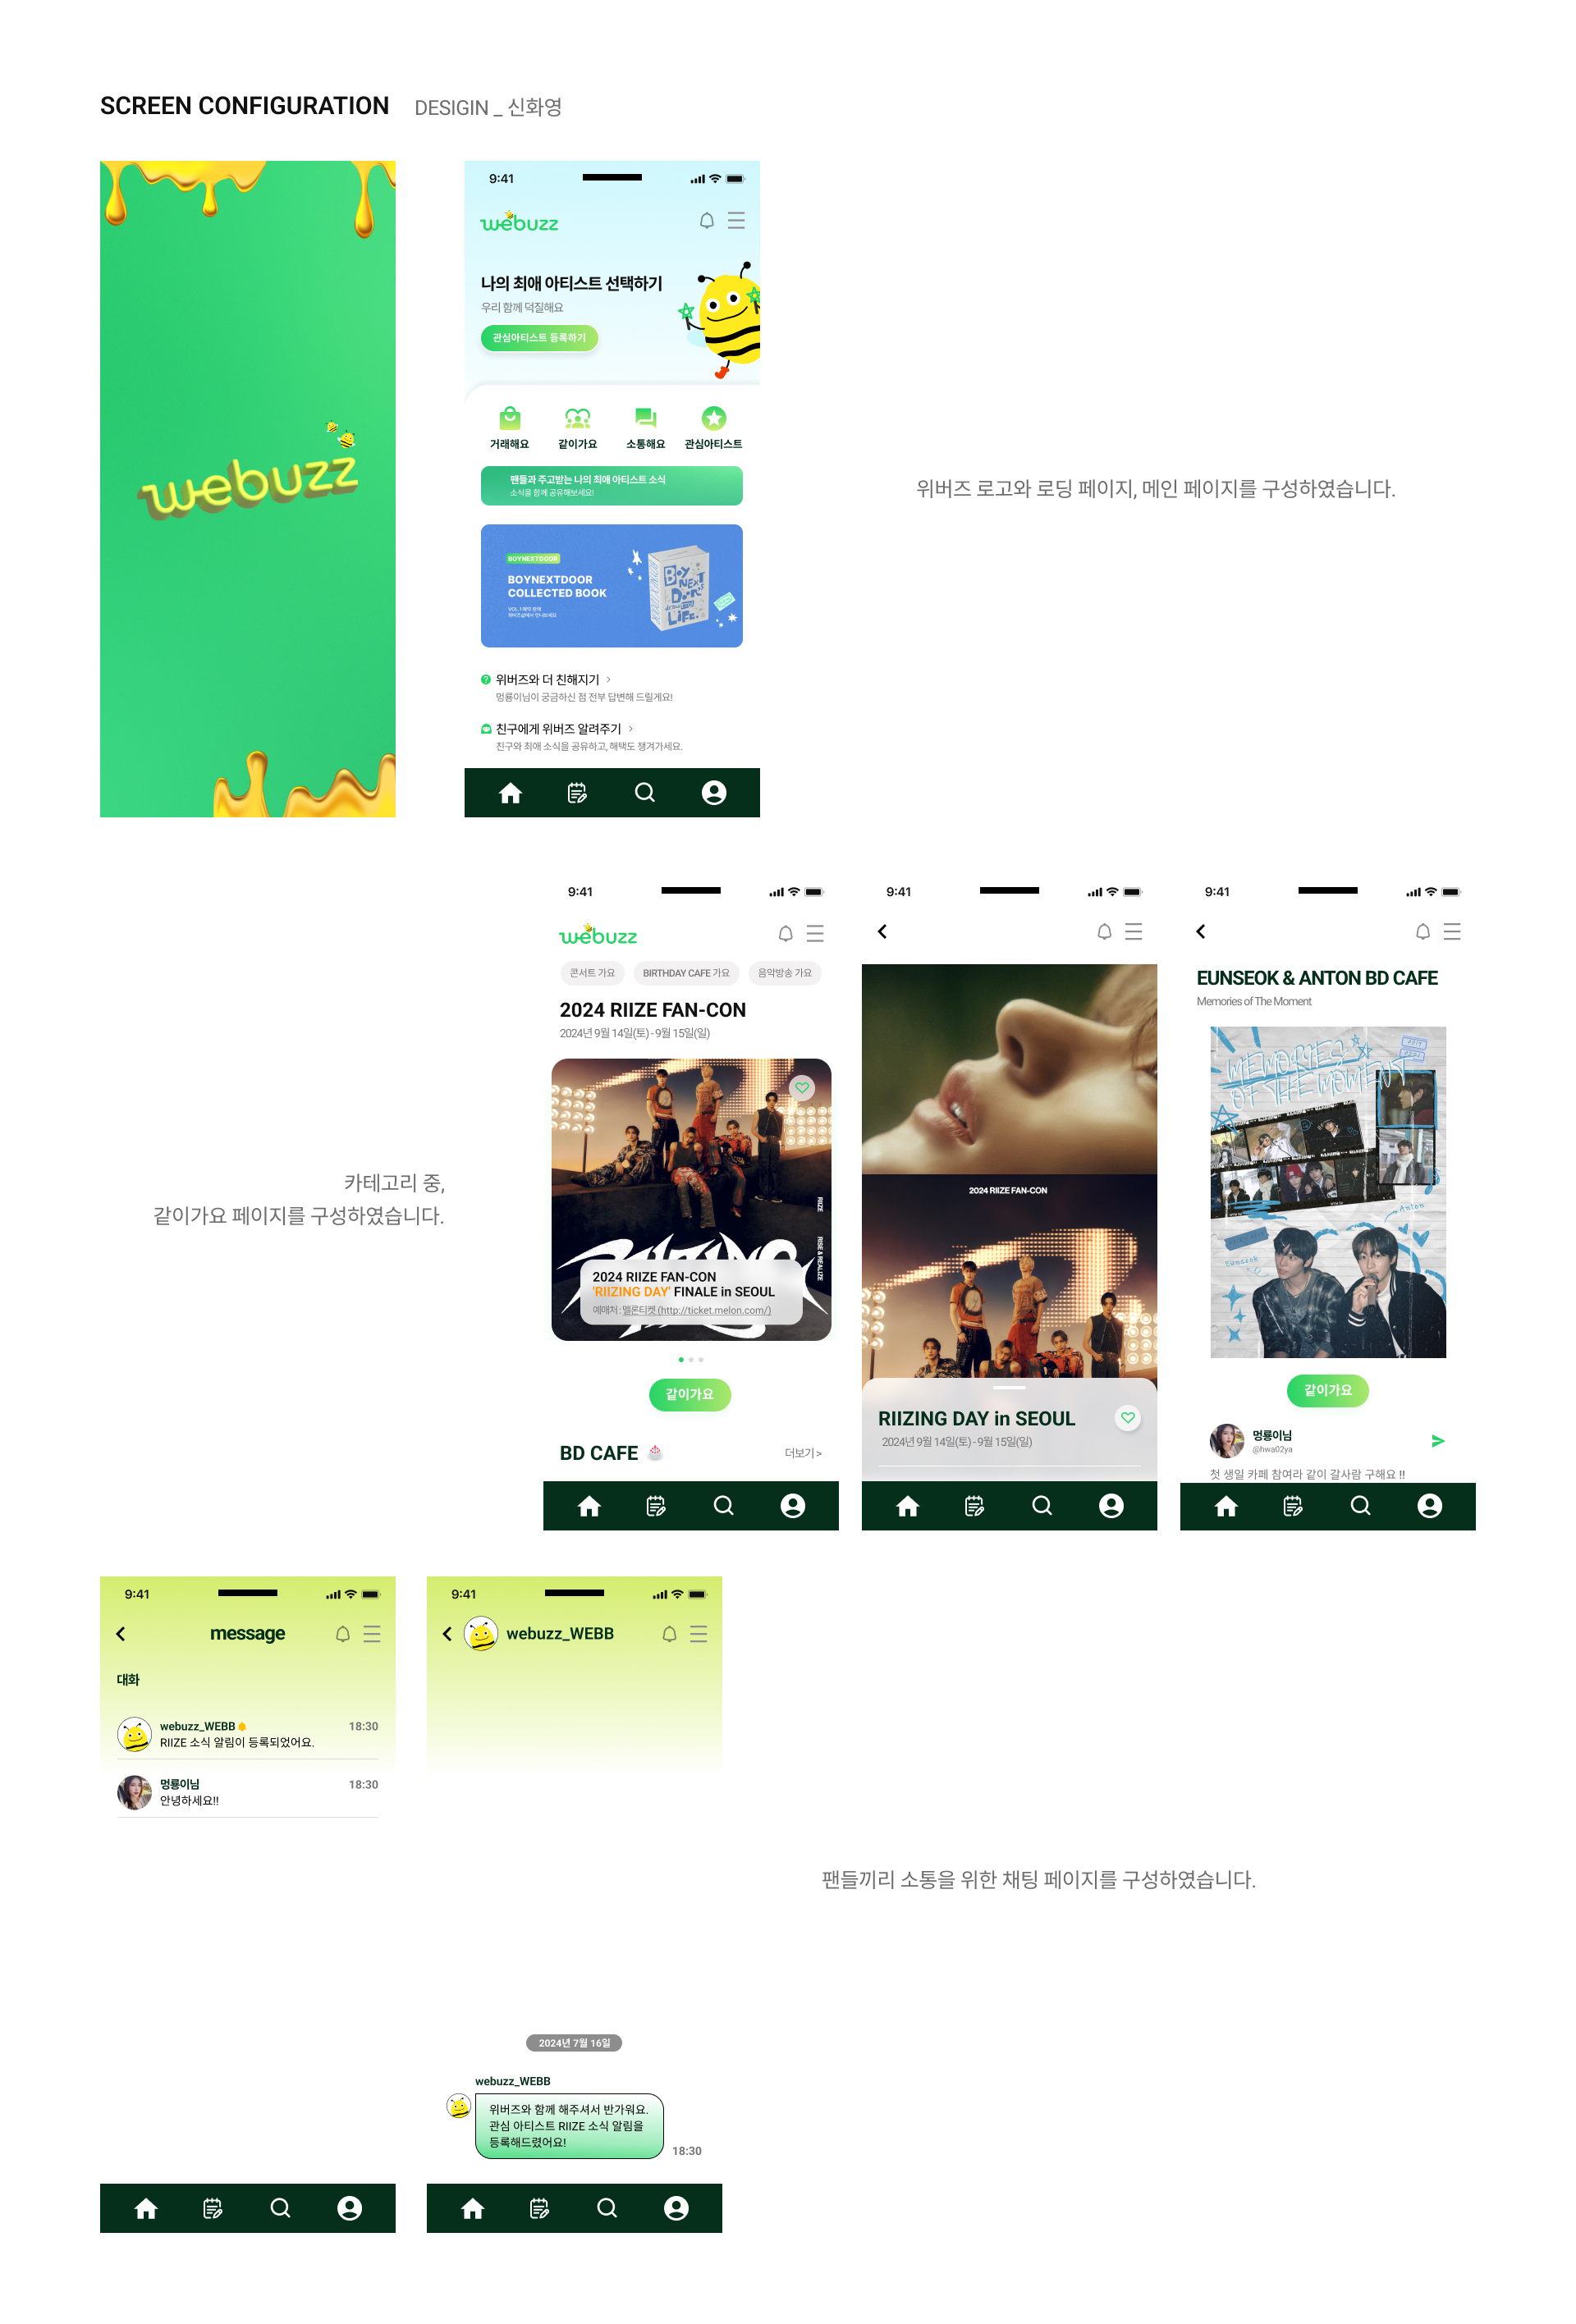 SCREEN CONFIGURATION DESIGIN _ 신화영
webuzz
9:41
webuzz
나의 최애 아티스트 선택하기
우리 함께 덕질해요
관심아티스트 등록하기
거래해요 같이가요 소통해요 관심아티스트
팬들과 주고받는 나의 최애 아티스트 소식
소식을 함께 공유해보세요!
BOYNEXTDOOR
BOYNEXTDOOR
COLLECTED BOOK
BOY
NEXT
DOOR
LIFE.
위버즈와 더 친해지기 >
멍룡이님이 궁금하신 점 전부 답변해 드릴게요!
친구에게 위버즈 알려주기 >
친구와 최애 소식을 공유하고, 혜택도 챙겨가세요.
위버즈 로고와 로딩 페이지, 메인 페이지를 구성하였습니다.
카테고리 중,
같이가요 페이지를 구성하였습니다.
9:41
webuzz
콘서트 가요 BIRTHDAY CAFE 가요 음악방송 가요
2024 RIIZE FAN-CON
2024년 9월 14일(토) - 9월 15일(일)
RIIZE
RISE & REALIZE
RIIZING
2024 RIIZE FAN-CON
'RIIZING DAY' FINALE in SEOUL
예매처 : 멜론티켓 (http://ticket.melon.com/)
같이가요
BD CAFE 더보기 >
9:41
2024 RIIZE FAN-CON
RIIZING DAY in SEOUL
2024년 9월 14일(토) - 9월 15일(일)
9:41
EUNSEOK & ANTON BD CAFE
Memories of The Moment
MEMORIES
OF THE MOMENT
Anton
Eunseok
같이가요
멍룡이님
@hwa02ya
첫 생일 카페 참여라 같이 갈사람 구해요 !!
9:41
message
대화
webuzz_WEBB 18:30
RIIZE 소식 알림이 등록되었어요.
멍룡이님 18:30
안녕하세요!!
9:41
webuzz_WEBB
2024년 7월 16일
webuzz_WEBB
위버즈와 함께 해주셔서 반가워요.
관심 아티스트 RIIZE 소식 알림을
등록해드렸어요!
18:30
팬들끼리 소통을 위한 채팅 페이지를 구성하였습니다.